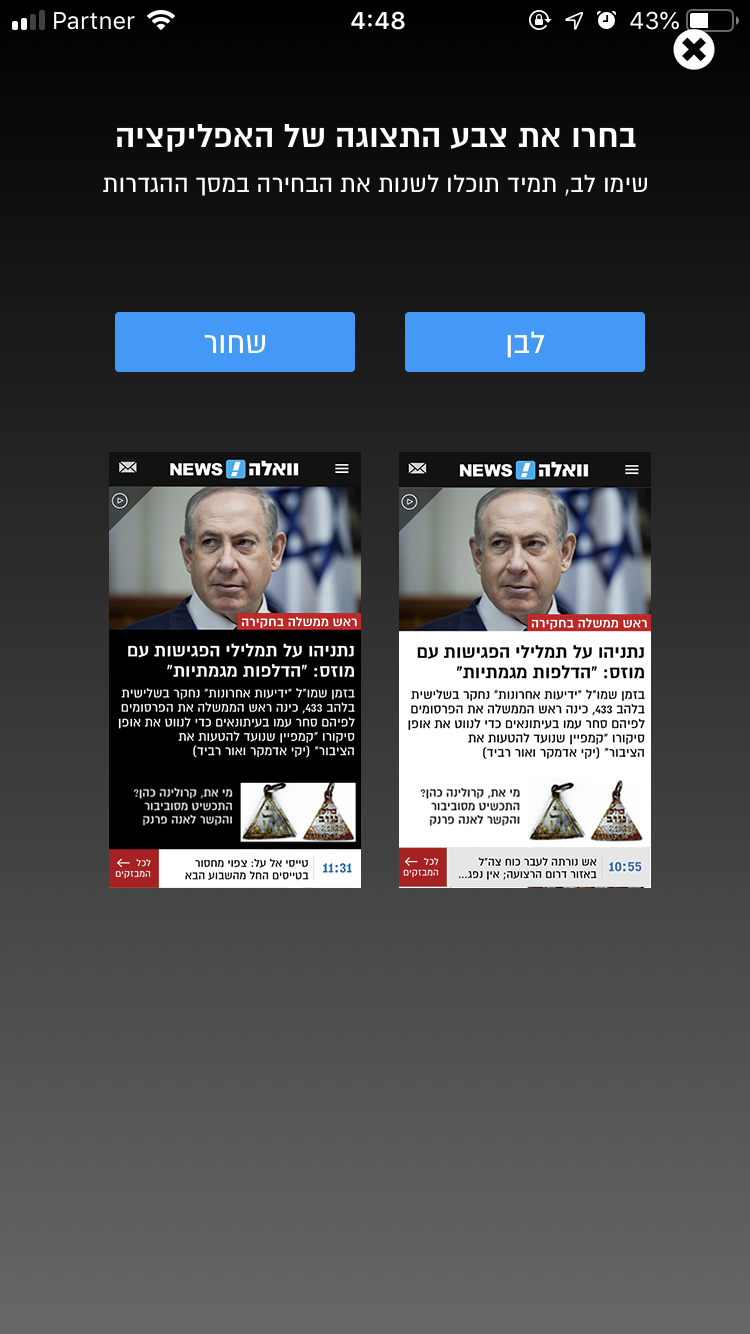 Partner
4:48
43%
בחרו את צבע התצוגה של האפליקציה
שימו לב, תמיד תוכלו לשנות את הבחירה במסך ההגדרות
לבן
שחור
וואלה! NEWS
ראש ממשלה בחקירה
נתניהו על תמלילי הפגישות עם
מוזס: "הדלפות מגמתיות"
בזמן שמו"ל "ידיעות אחרונות" נחקר בשלישית
בלהב 433, כינה ראש הממשלה את הפרסומים
לפיהם סחר עמו בעיתונאים כדי לנווט את אופן
סיקורו "קמפיין שנועד להטעות את
הציבור" (יקי אדמקר ואור רביד)
מי את, קרולינה כהן?
התכשיט מסוביבור
והקשר לאנה פרנק
10:55
אש נורתה לעבר כוח צה"ל
באזור דרום הרצועה; אין נפג...
לכל
המבזקים
וואלה! NEWS
ראש ממשלה בחקירה
נתניהו על תמלילי הפגישות עם
מוזס: "הדלפות מגמתיות"
בזמן שמו"ל "ידיעות אחרונות" נחקר בשלישית
בלהב 433, כינה ראש הממשלה את הפרסומים
לפיהם סחר עמו בעיתונאים כדי לנווט את אופן
סיקורו "קמפיין שנועד להטעות את
הציבור" (יקי אדמקר ואור רביד)
מי את, קרולינה כהן?
התכשיט מסוביבור
והקשר לאנה פרנק
11:31
טייסי אל על: צפוי מחסור
בטייסים החל מהשבוע הבא
לכל
המבזקים